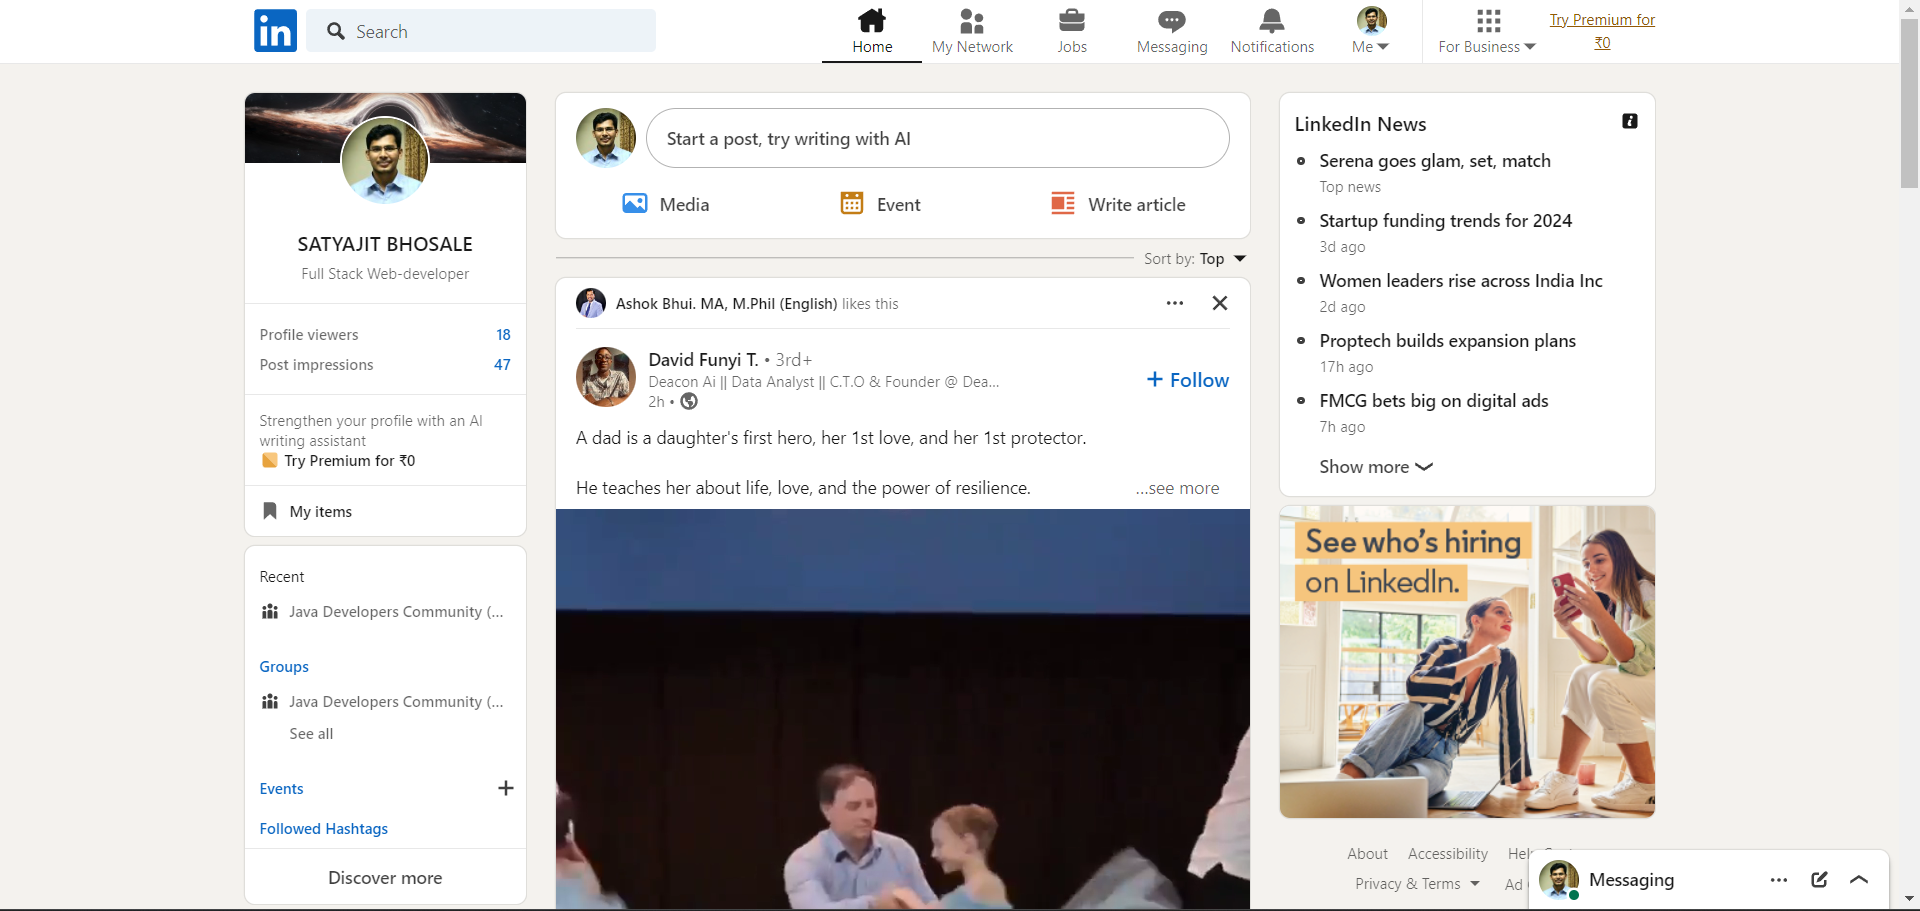 in
Search
Home
My Network
Jobs
Messaging
Notifications
Me
For Business
Try Premium for
₹0
SATYAJIT BHOSALE
Full Stack Web-developer
Profile viewers 18
Post impressions 47
Strengthen your profile with an AI
writing assistant
Try Premium for ₹0
My items
Recent
Java Developers Community (...
Groups
Java Developers Community (...
See all
Events
Followed Hashtags
Discover more
Start a post, try writing with AI
Media
Event
Write article
Sort by: Top
Ashok Bhui. MA, M.Phil (English) likes this
David Funyi T. • 3rd+
Deacon Ai || Data Analyst || C.T.O & Founder @ Dea...
2h •
+ Follow
A dad is a daughter's first hero, her 1st love, and her 1st protector.
He teaches her about life, love, and the power of resilience.
...see more
LinkedIn News
Serena goes glam, set, match
Top news
Startup funding trends for 2024
3d ago
Women leaders rise across India Inc
2d ago
Proptech builds expansion plans
17h ago
FMCG bets big on digital ads
7h ago
Show more
See who's hiring
on LinkedIn.
About Accessibility
Privacy & Terms Ad
Messaging